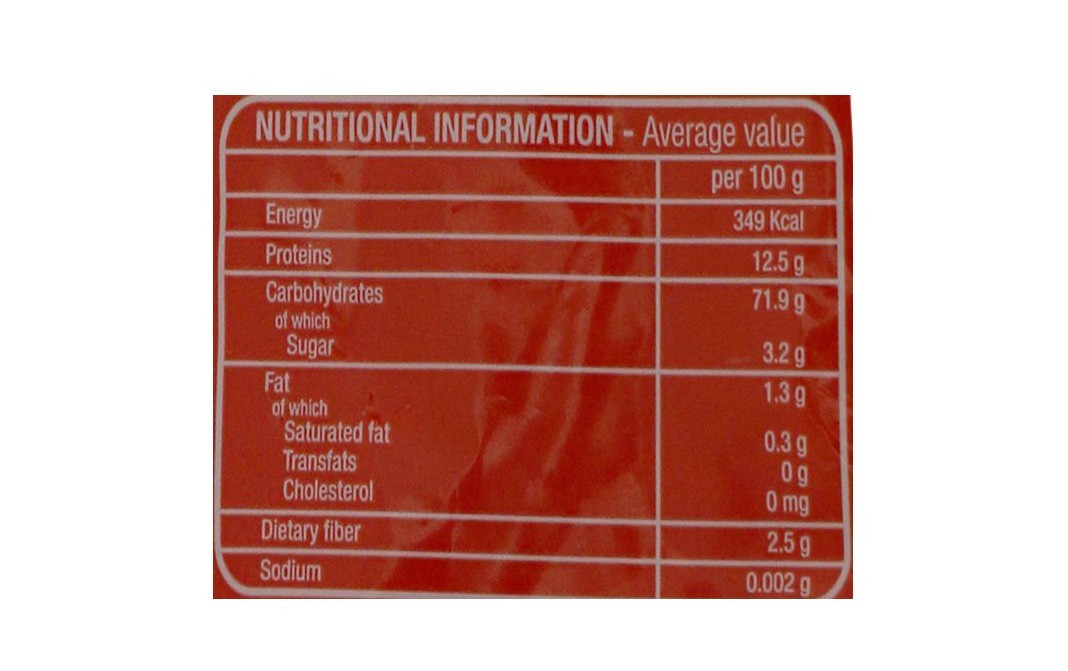 NUTRITIONAL INFORMATION - Average value
per 100 g
Energy 349 Kcal
Proteins 12.5 g
Carbohydrates 71.9 g
of which
Sugar 3.2 g
Fat 1.3 g
of which
Saturated fat 0.3 g
Transfats 0 g
Cholesterol 0 mg
Dietary fiber 2.5 g
Sodium 0.002 g